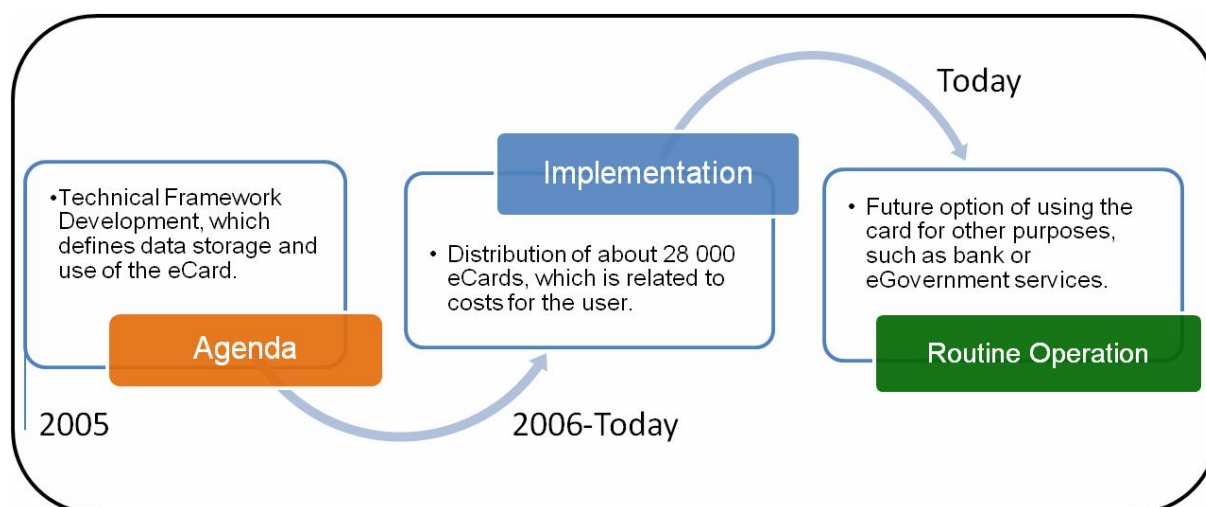 •Technical Framework
Development, which
defines data storage and
use of the eCard.
Agenda
2005
Implementation
• Distribution of about 28 000
eCards, which is related to
costs for the user.
2006-Today
Today
• Future option of using the
card for other purposes,
such as bank or
eGovernment services.
Routine Operation